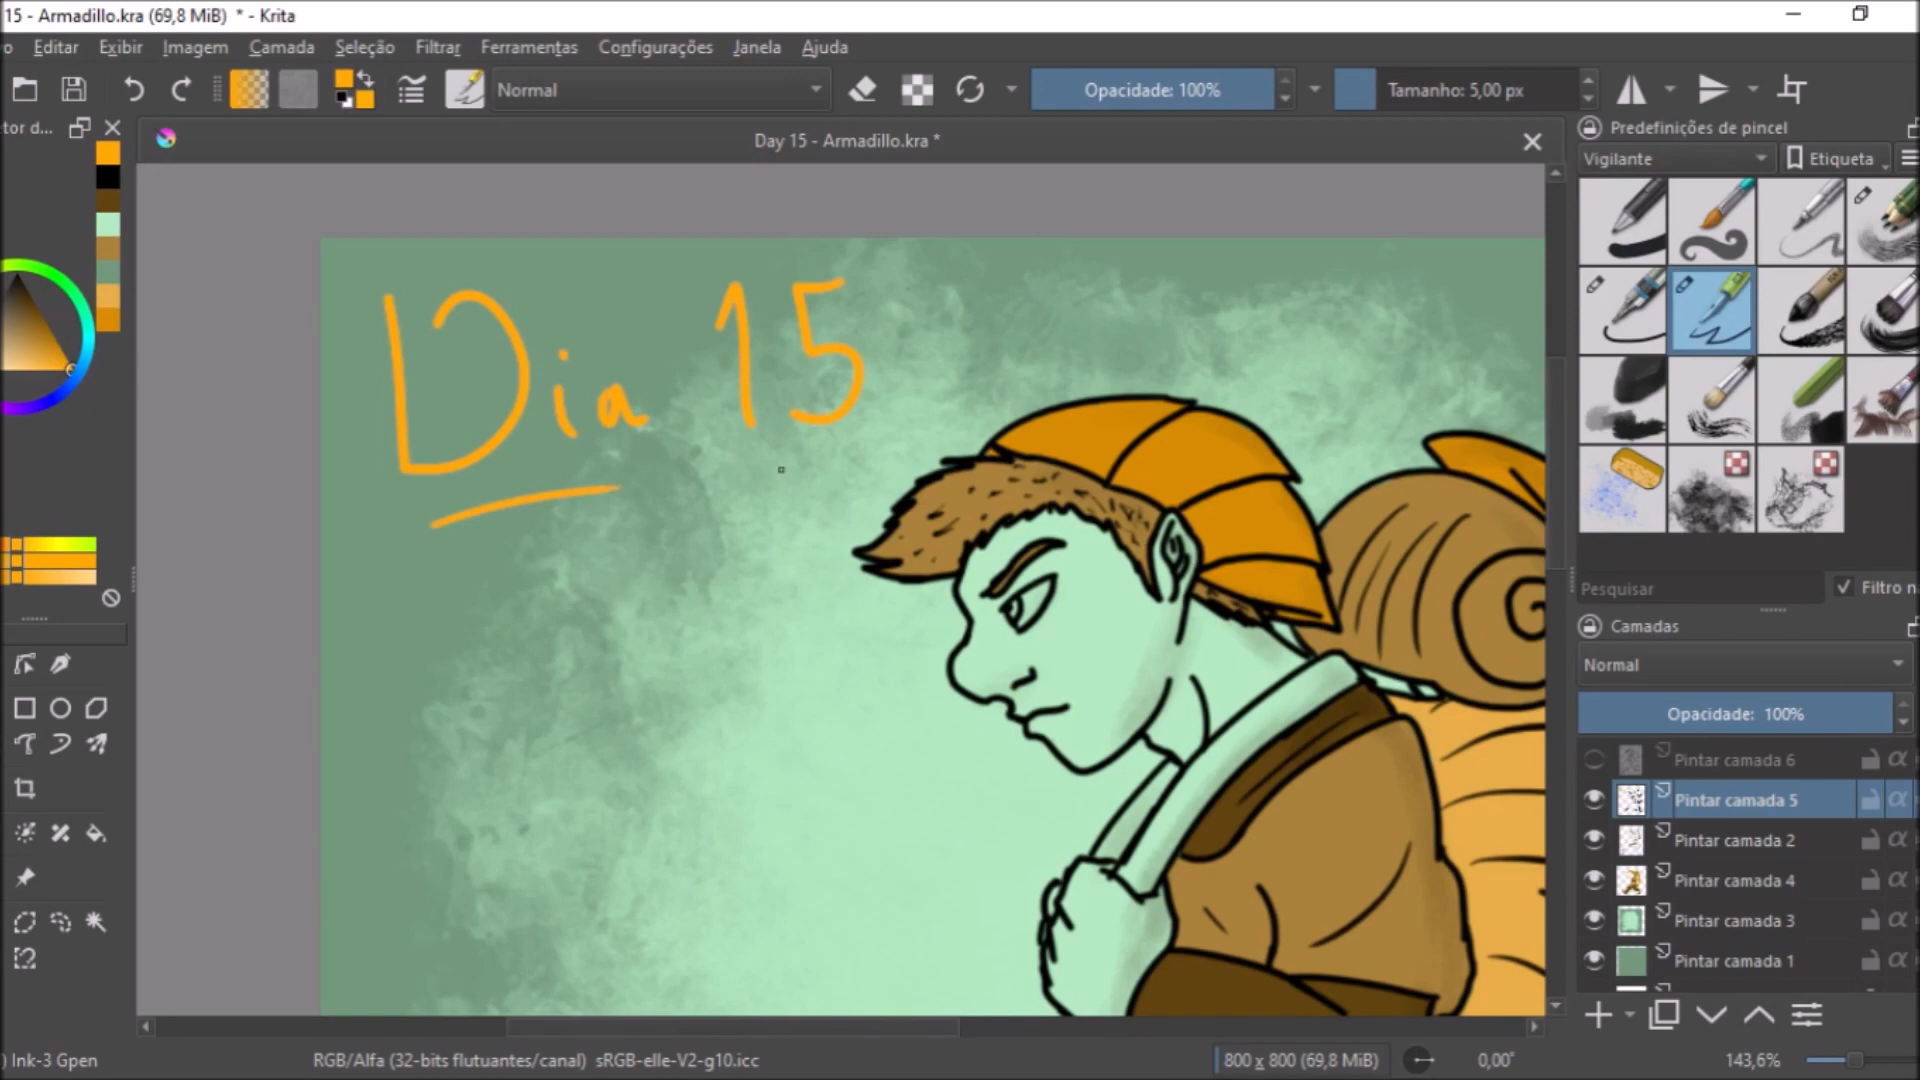 15 - Armadillo.kra (69,8 MiB) * - Krita
o Editar Exibir Imagem Camada Seleção Filtrar Ferramentas Configurações Janela Ajuda
Normal Opacidade: 100% Tamanho: 5,00 px
tor d...
Day 15 - Armadillo.kra *
Predefinições de pincel
Vigilante Etiqueta
Dia 15
Pesquisar Filtro n
Camadas
Normal
Opacidade: 100%
Pintar camada 6
Pintar camada 5
Pintar camada 2
Pintar camada 4
Pintar camada 3
Pintar camada 1
) Ink-3 Gpen RGB/Alfa (32-bits flutuantes/canal) sRGB-elle-V2-g10.icc 800 x 800 (69,8 MiB) 0,00° 143,6%